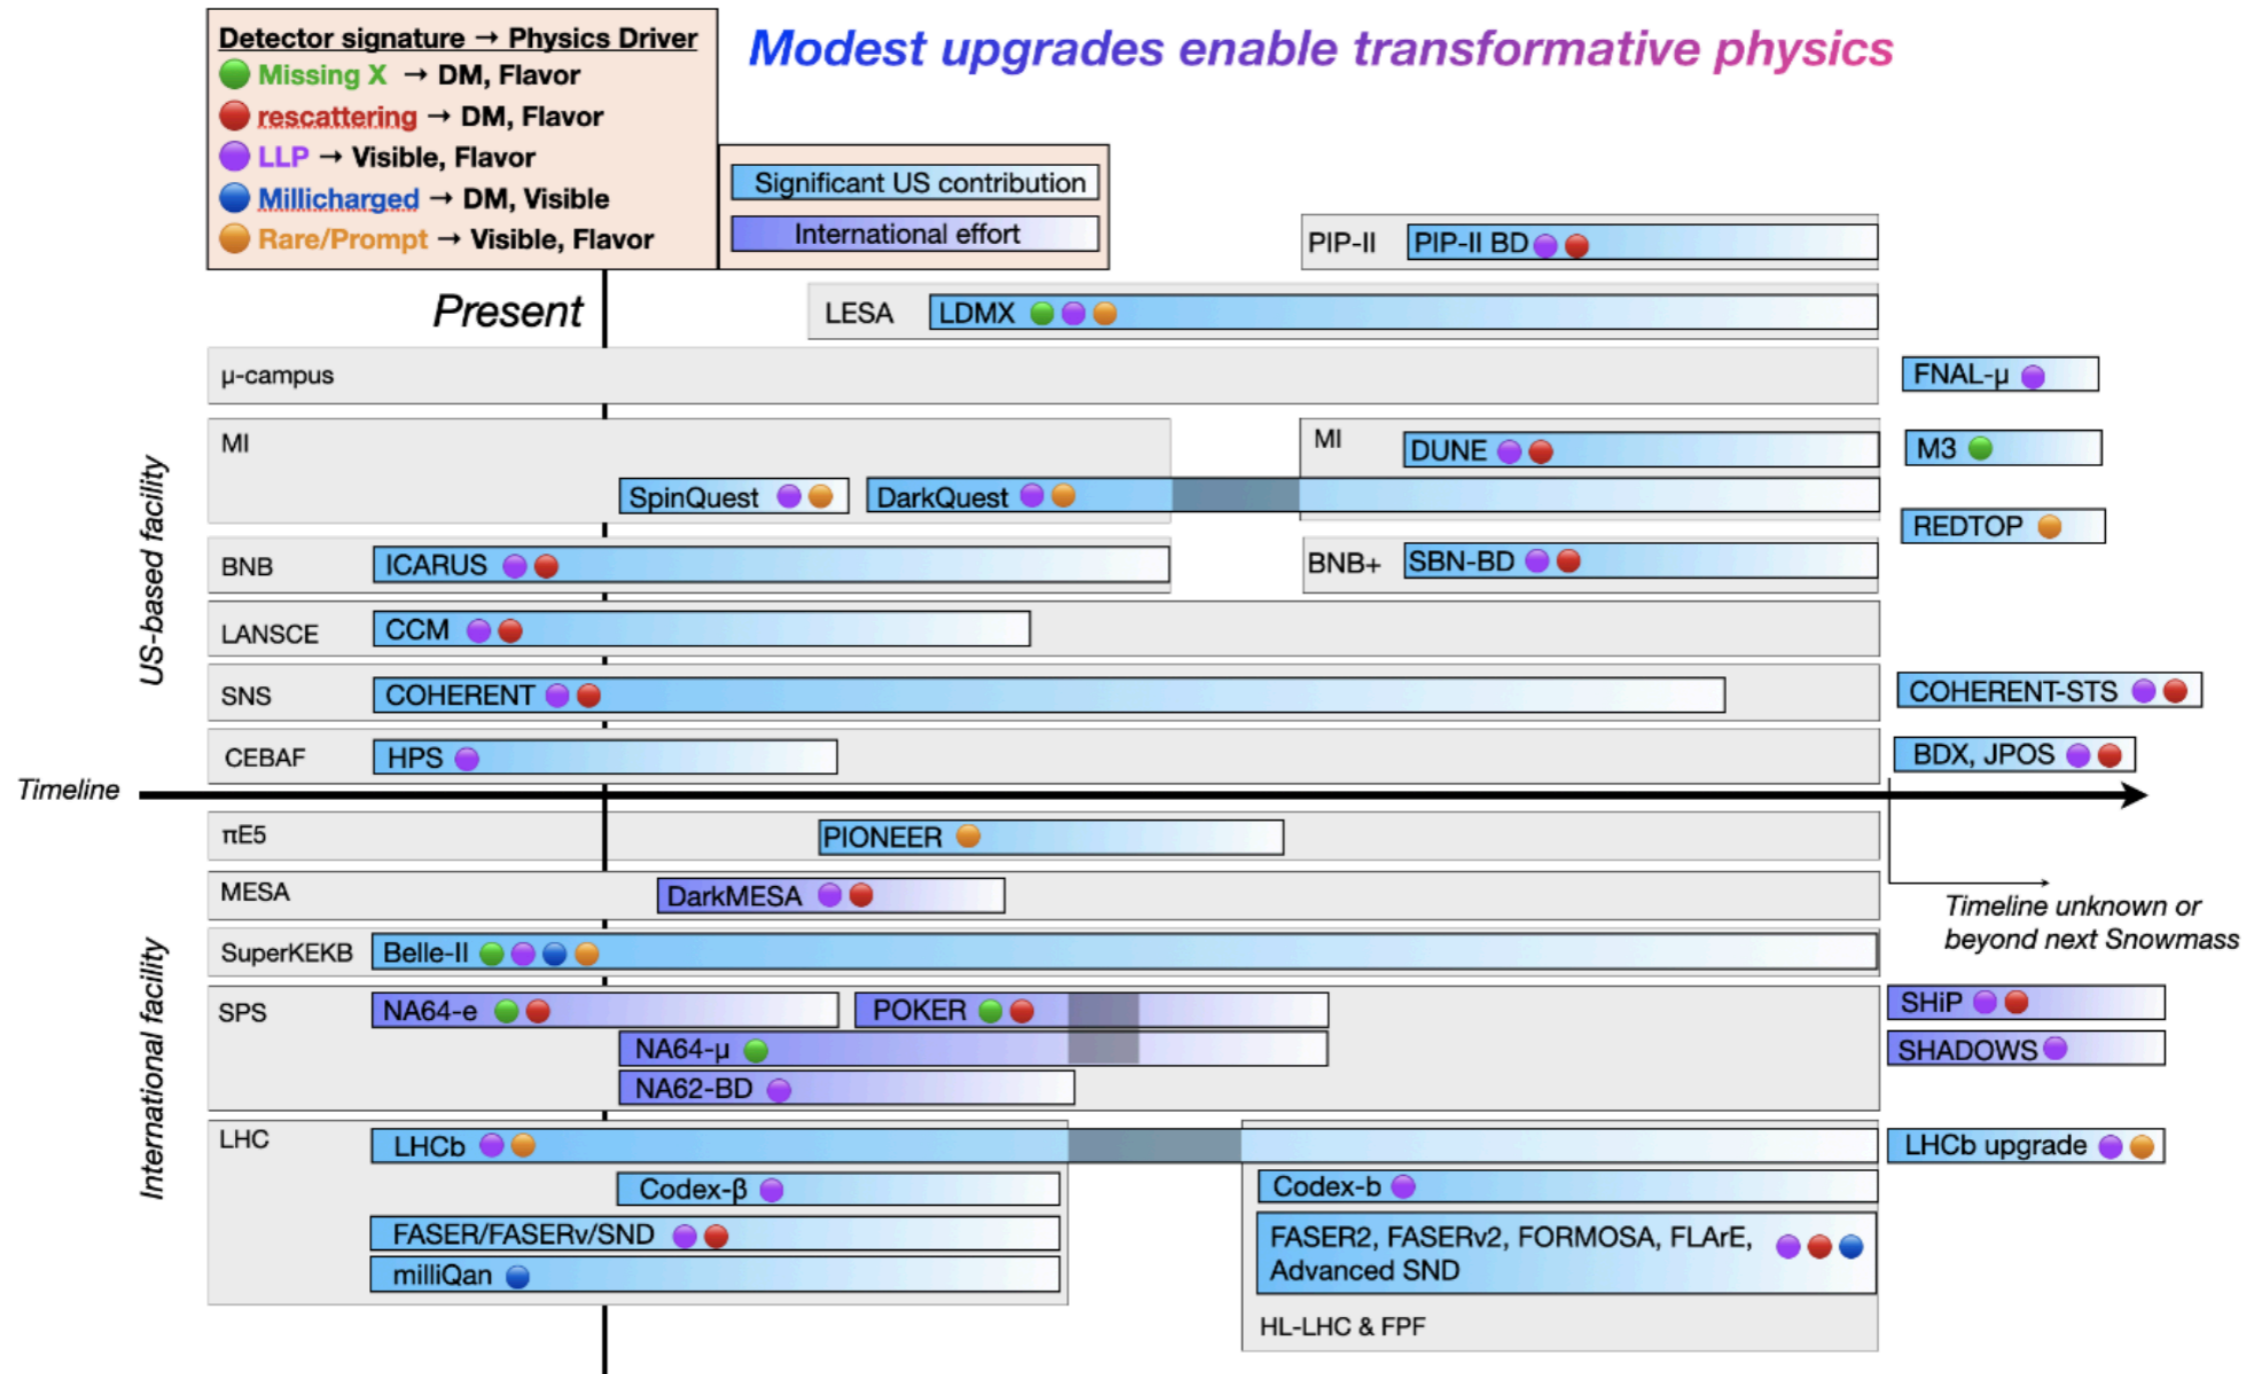 Modest upgrades enable transformative physics
Detector signature → Physics Driver
Missing X → DM, Flavor
rescattering → DM, Flavor
LLP → Visible, Flavor
Millicharged → DM, Visible
Rare/Prompt → Visible, Flavor
Significant US contribution
International effort
PIP-II
PIP-II BD
Present
LESA
LDMX
μ-campus
FNAL-μ
MI
MI
DUNE
M3
SpinQuest
DarkQuest
REDTOP
BNB
ICARUS
BNB+
SBN-BD
LANSCE
CCM
SNS
COHERENT
COHERENT-STS
CEBAF
HPS
BDX, JPOS
US-based facility
Timeline
πE5
PIONEER
MESA
DarkMESA
Timeline unknown or
beyond next Snowmass
SuperKEKB
Belle-II
SPS
NA64-e
POKER
SHiP
NA64-μ
SHADOWS
NA62-BD
International facility
LHC
LHCb
LHCb upgrade
Codex-β
Codex-b
FASER/FASERv/SND
FASER2, FASERv2, FORMOSA, FLArE,
Advanced SND
milliQan
HL-LHC & FPF